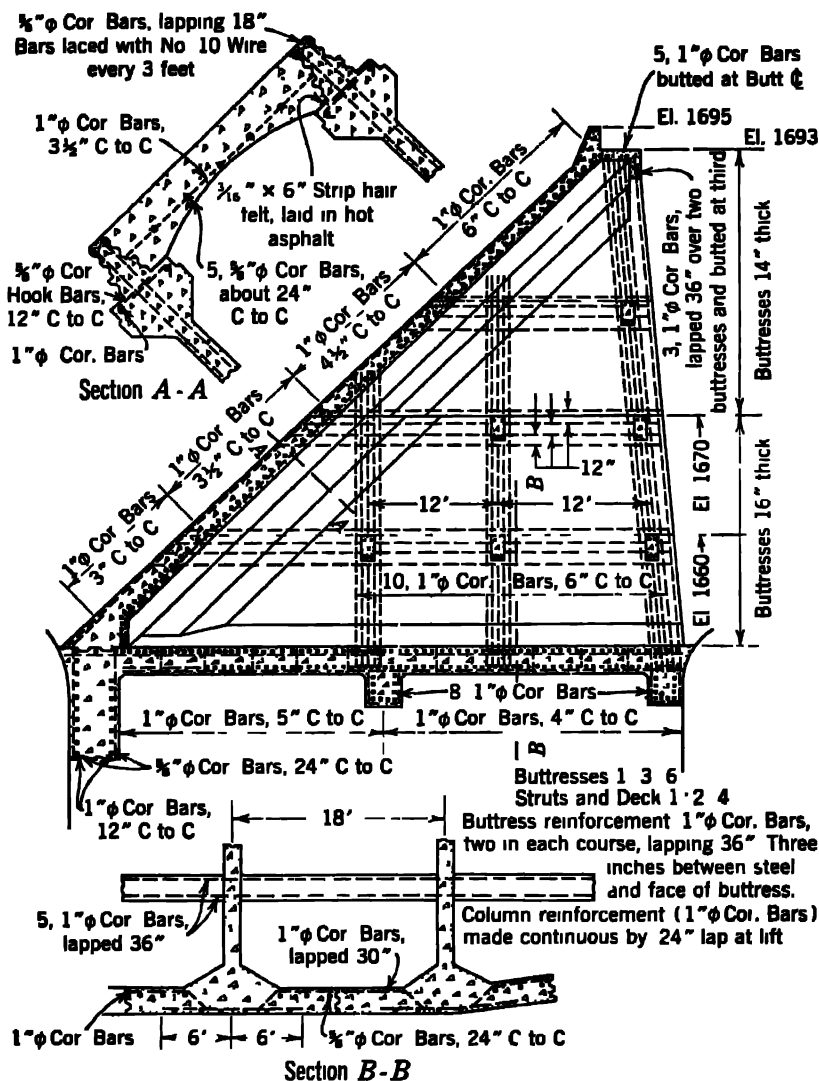 ⅝"ϕ Cor Bars, lapping 18"
Bars laced with No 10 Wire
every 3 feet
5, 1"ϕ Cor Bars
butted at Butt ℄
El. 1695
El. 1693
1"ϕ Cor Bars,
3½" C to C
1"ϕ Cor. Bars
6" C to C
3/16" × 6" Strip hair
felt, laid in hot
asphalt
3, 1"ϕ Cor Bars,
lapped 36" over two
buttresses and butted at third
Buttresses 14" thick
⅝"ϕ Cor
Hook Bars,
12" C to C
5, ⅝"ϕ Cor Bars,
about 24"
C to C
1"ϕ Cor. Bars
Section A-A
1"ϕ Cor Bars
4½" C to C
1"ϕ Cor Bars
3½" C to C
A
A
1"ϕ Cor Bars
3" C to C
B
12"
12'
12'
El 1670
El 1660
Buttresses 16" thick
10, 1"ϕ Cor Bars, 6" C to C
8 1"ϕ Cor Bars
1"ϕ Cor Bars, 5" C to C
1"ϕ Cor Bars, 4" C to C
⅝"ϕ Cor Bars, 24" C to C
B
1"ϕ Cor Bars,
12" C to C
Buttresses 1 3 6
Struts and Deck 1·2 4
Buttress reinforcement 1"ϕ Cor. Bars,
two in each course, lapping 36" Three
inches between steel
and face of buttress.
Column reinforcement (1"ϕ Cor. Bars)
made continuous by 24" lap at lift
18'
5, 1"ϕ Cor Bars,
lapped 36"
1"ϕ Cor Bars,
lapped 30"
1"ϕ Cor Bars
6' 6'
⅝"ϕ Cor Bars, 24" C to C
Section B-B